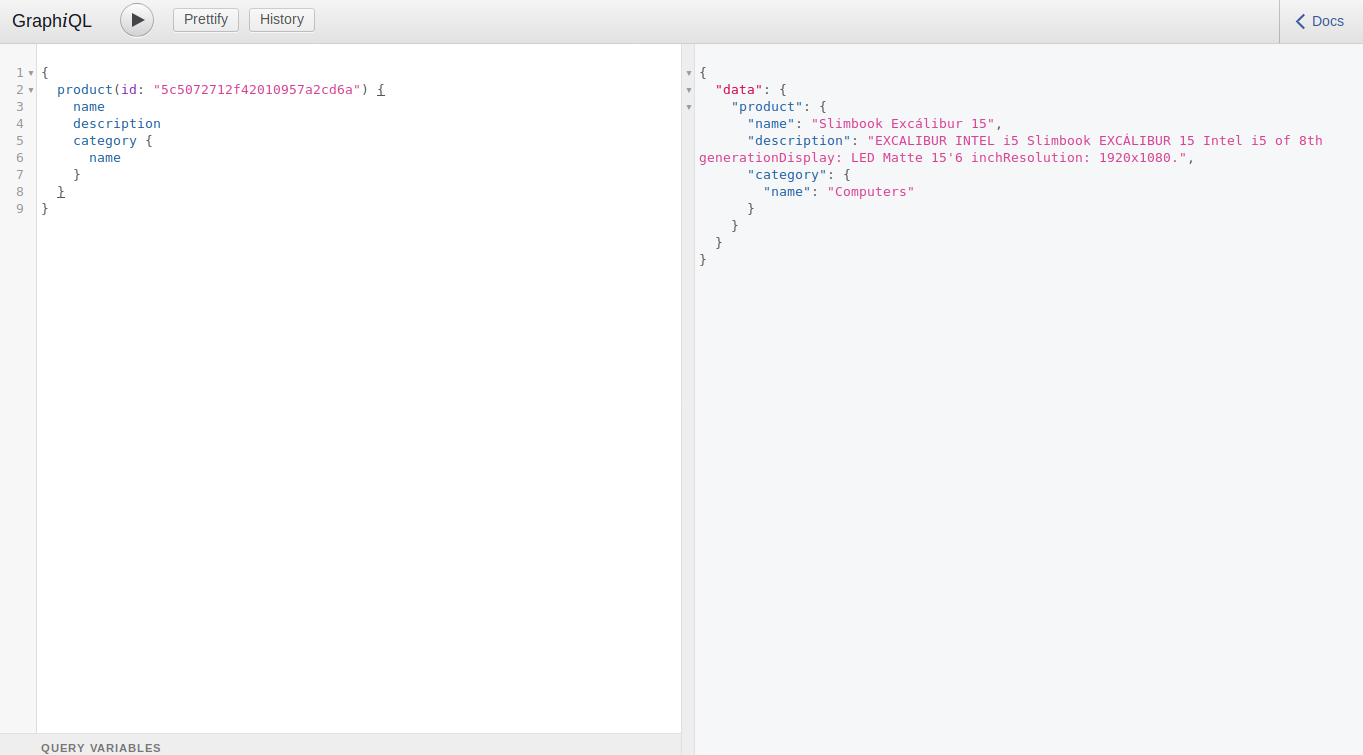 GraphiQL
Prettify
History
Docs
1 {
2   product(id: "5c5072712f42010957a2cd6a") {
3     name
4     description
5     category {
6       name
7     }
8   }
9 }
QUERY VARIABLES
{
  "data": {
    "product": {
      "name": "Slimbook Excálibur 15",
      "description": "EXCALIBUR INTEL i5 Slimbook EXCÁLIBUR 15 Intel i5 of 8th
generationDisplay: LED Matte 15'6 inchResolution: 1920x1080.",
      "category": {
        "name": "Computers"
      }
    }
  }
}